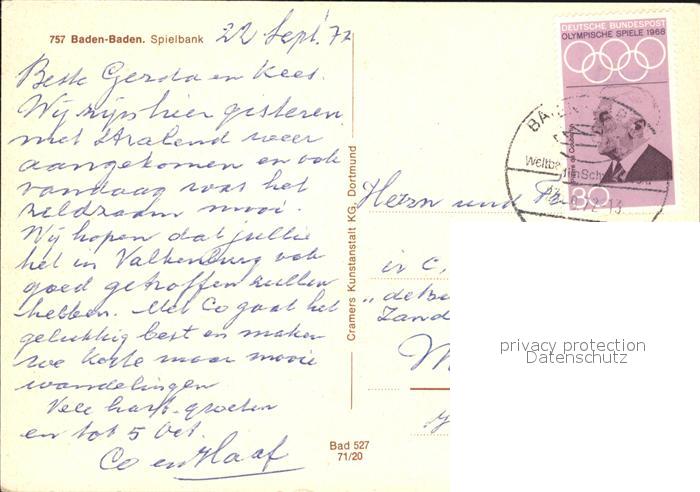 757 Baden-Baden. Spielbank 22 Sept. '72
Beste Gerda en Kees.
Wij zijn hier gisteren
met stralend weer
aangekomen en ook
vandaag was het
zeldzaam mooi.
Wij hopen dat jullie
het in Valkenburg ook
goed getroffen zullen
hebben. Met Co gaat het
gelukkig best en maken
we korte maar mooie
wandelingen
Vele hart. groeten
en tot 5 Oct.
Co en
Cramers Kunstanstalt KG, Dortmund
Bad 527
71/20
DEUTSCHE BUNDESPOST
OLYMPISCHE SPIELE 1968
30
Herrn und
"de
Zand
privacy protection
Datenschutz